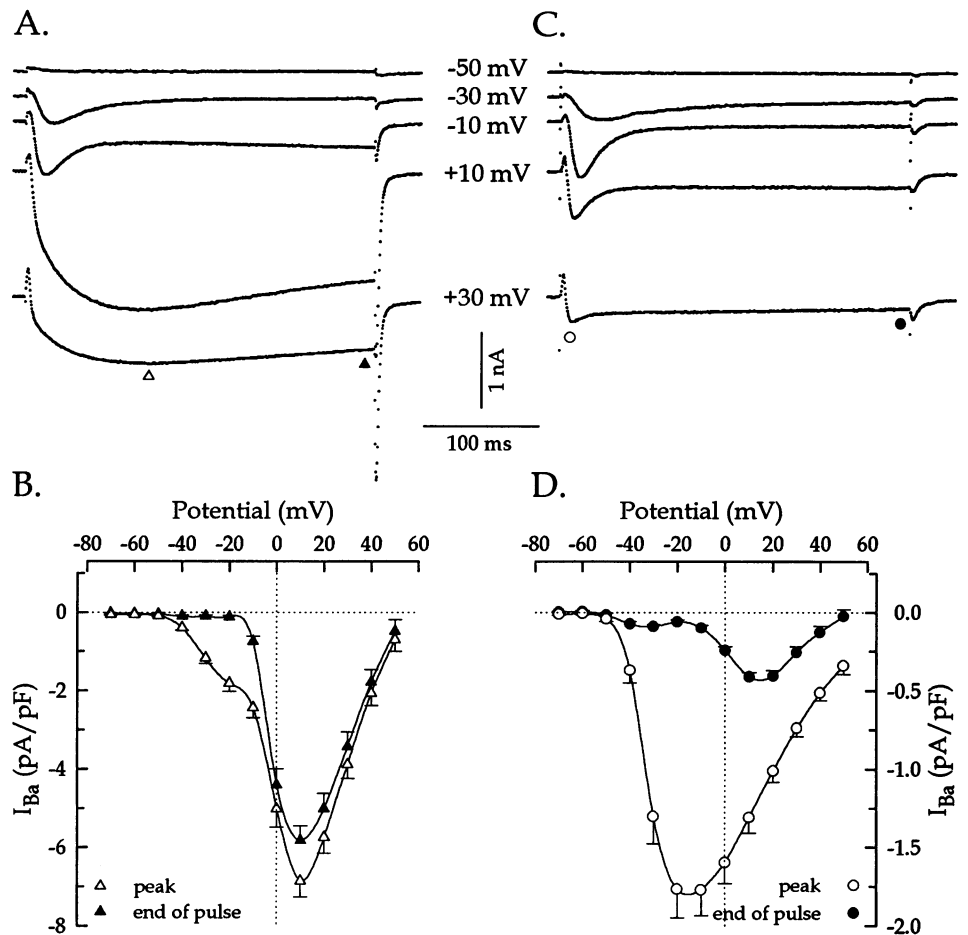 A.
C.
-50 mV
-30 mV
-10 mV
+10 mV
+30 mV
1 nA
100 ms
B.
Potential (mV)
-80 -60 -40 -20 0 20 40 60
0
-2
-4
-6
-8
I_Ba (pA/pF)
peak
end of pulse
D.
Potential (mV)
-80 -60 -40 -20 0 20 40 60
0.0
-0.5
-1.0
-1.5
-2.0
I_Ba (pA/pF)
peak
end of pulse